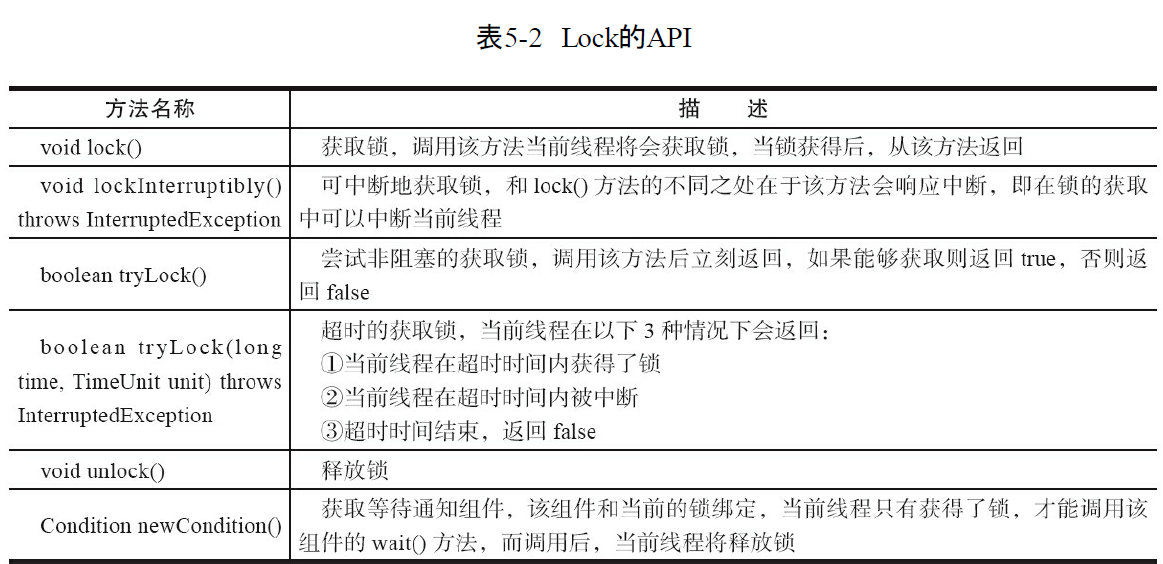 表5-2 Lock的API
方法名称
描 述
void lock()
获取锁，调用该方法当前线程将会获取锁，当锁获得后，从该方法返回
void lockInterruptibly()
throws InterruptedException
可中断地获取锁，和 lock() 方法的不同之处在于该方法会响应中断，即在锁的获取
中可以中断当前线程
boolean tryLock()
尝试非阻塞的获取锁，调用该方法后立刻返回，如果能够获取则返回 true，否则返
回 false
boolean tryLock(long
time, TimeUnit unit) throws
InterruptedException
超时的获取锁，当前线程在以下 3 种情况下会返回：
①当前线程在超时时间内获得了锁
②当前线程在超时时间内被中断
③超时时间结束，返回 false
void unlock()
释放锁
Condition newCondition()
获取等待通知组件，该组件和当前的锁绑定，当前线程只有获得了锁，才能调用该
组件的 wait() 方法，而调用后，当前线程将释放锁